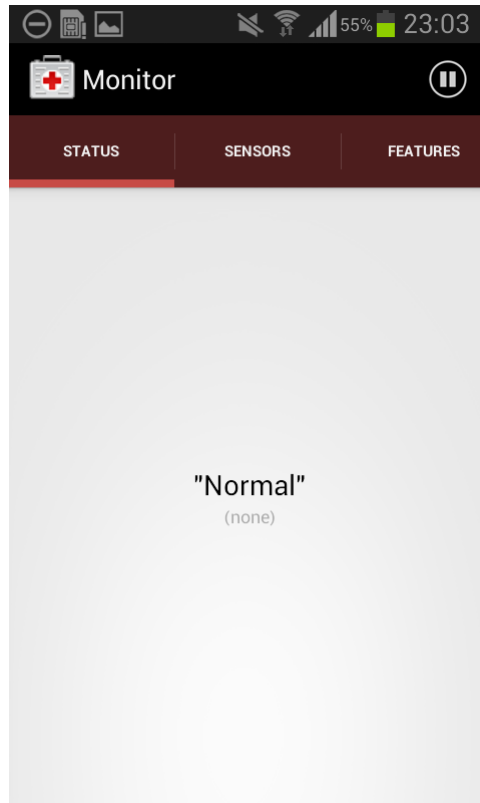 55% 23:03
Monitor
STATUS SENSORS FEATURES
"Normal"
(none)